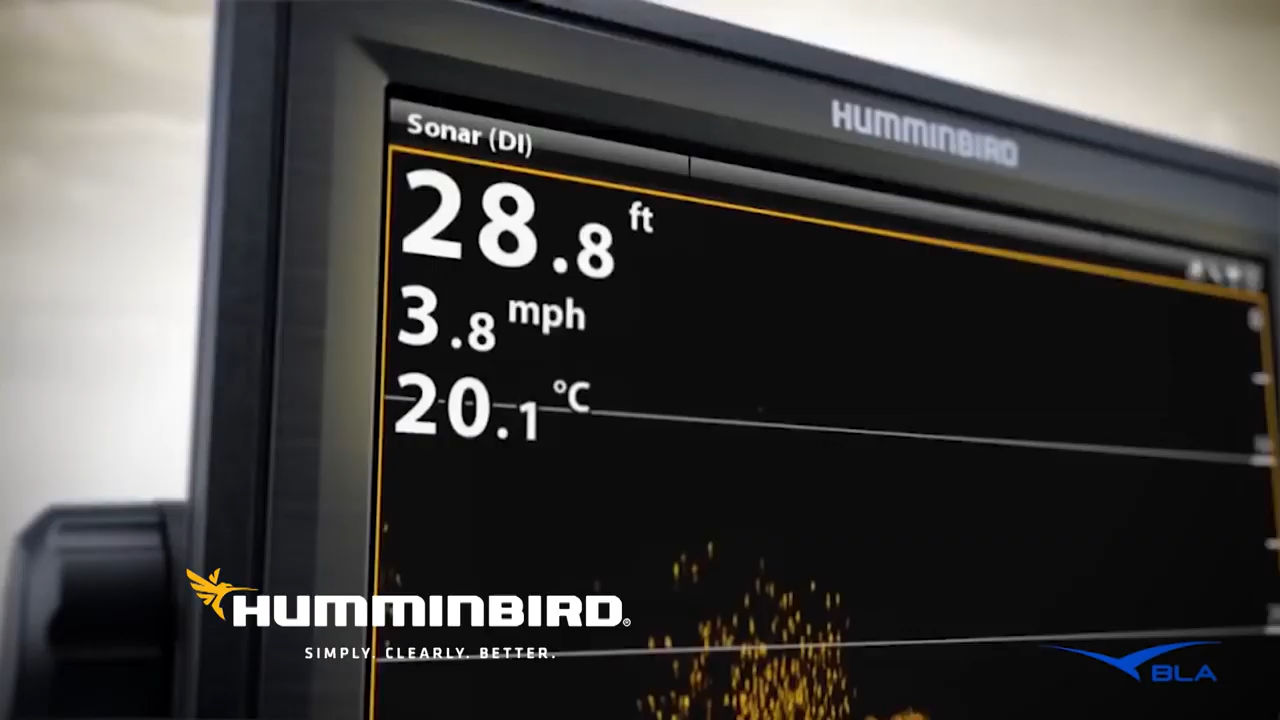 HUMMINBIRD
Sonar (DI)
28.8 ft
3.8 mph
20.1 °C
HUMMINBIRD®
SIMPLY. CLEARLY. BETTER.
BLA